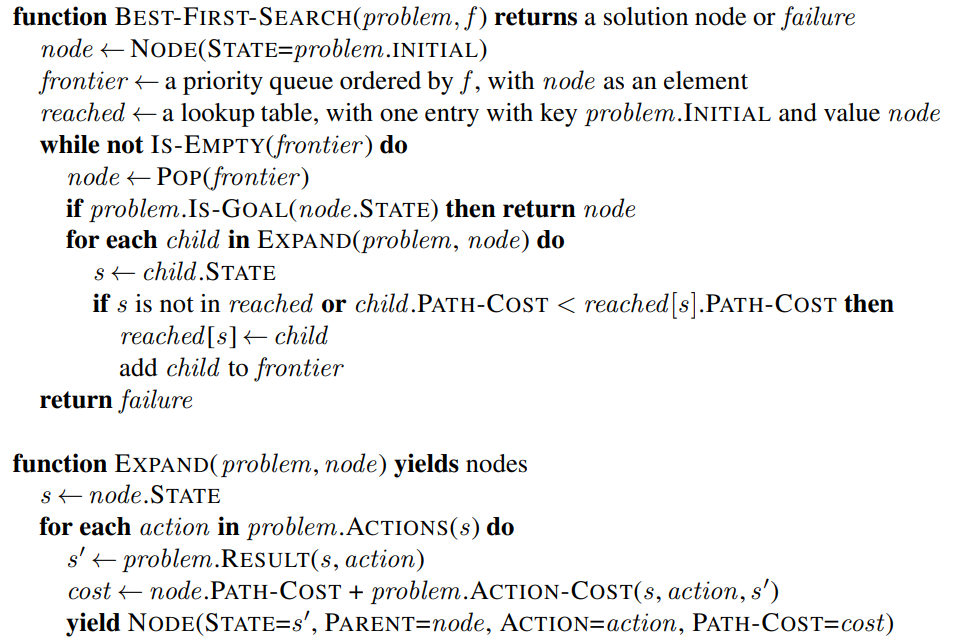 function BEST-FIRST-SEARCH(problem, f) returns a solution node or failure
node ← NODE(STATE=problem.INITIAL)
frontier ← a priority queue ordered by f, with node as an element
reached ← a lookup table, with one entry with key problem.INITIAL and value node
while not IS-EMPTY(frontier) do
node ← POP(frontier)
if problem.IS-GOAL(node.STATE) then return node
for each child in EXPAND(problem, node) do
s ← child.STATE
if s is not in reached or child.PATH-COST < reached[s].PATH-COST then
reached[s] ← child
add child to frontier
return failure
function EXPAND(problem, node) yields nodes
s ← node.STATE
for each action in problem.ACTIONS(s) do
s′ ← problem.RESULT(s, action)
cost ← node.PATH-COST + problem.ACTION-COST(s, action, s′)
yield NODE(STATE=s′, PARENT=node, ACTION=action, PATH-COST=cost)